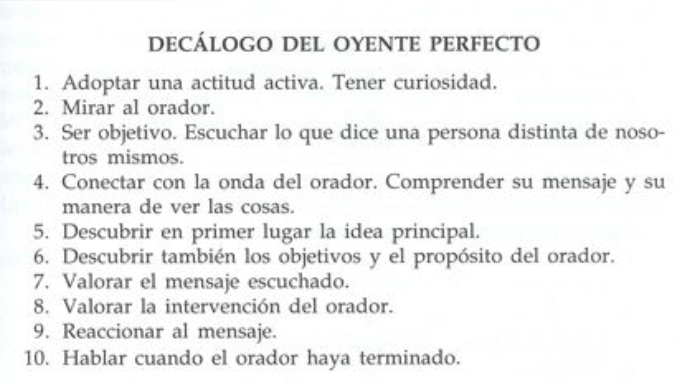 DECÁLOGO DEL OYENTE PERFECTO
1. Adoptar una actitud activa. Tener curiosidad.
2. Mirar al orador.
3. Ser objetivo. Escuchar lo que dice una persona distinta de noso-
tros mismos.
4. Conectar con la onda del orador. Comprender su mensaje y su
manera de ver las cosas.
5. Descubrir en primer lugar la idea principal.
6. Descubrir también los objetivos y el propósito del orador.
7. Valorar el mensaje escuchado.
8. Valorar la intervención del orador.
9. Reaccionar al mensaje.
10. Hablar cuando el orador haya terminado.